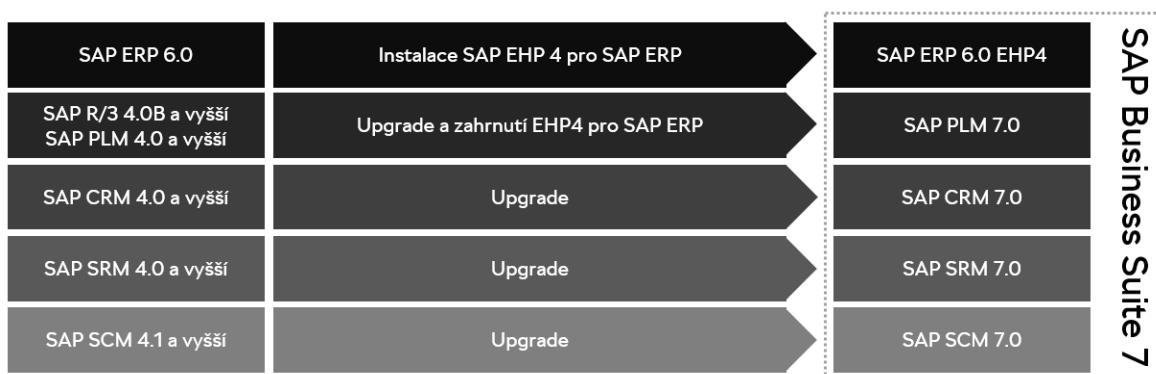 SAP ERP 6.0
Instalace SAP EHP 4 pro SAP ERP
SAP ERP 6.0 EHP4
SAP R/3 4.0B a vyšší
SAP PLM 4.0 a vyšší
Upgrade a zahrnutí EHP4 pro SAP ERP
SAP PLM 7.0
SAP CRM 4.0 a vyšší
Upgrade
SAP CRM 7.0
SAP SRM 4.0 a vyšší
Upgrade
SAP SRM 7.0
SAP SCM 4.1 a vyšší
Upgrade
SAP SCM 7.0
SAP Business Suite 7